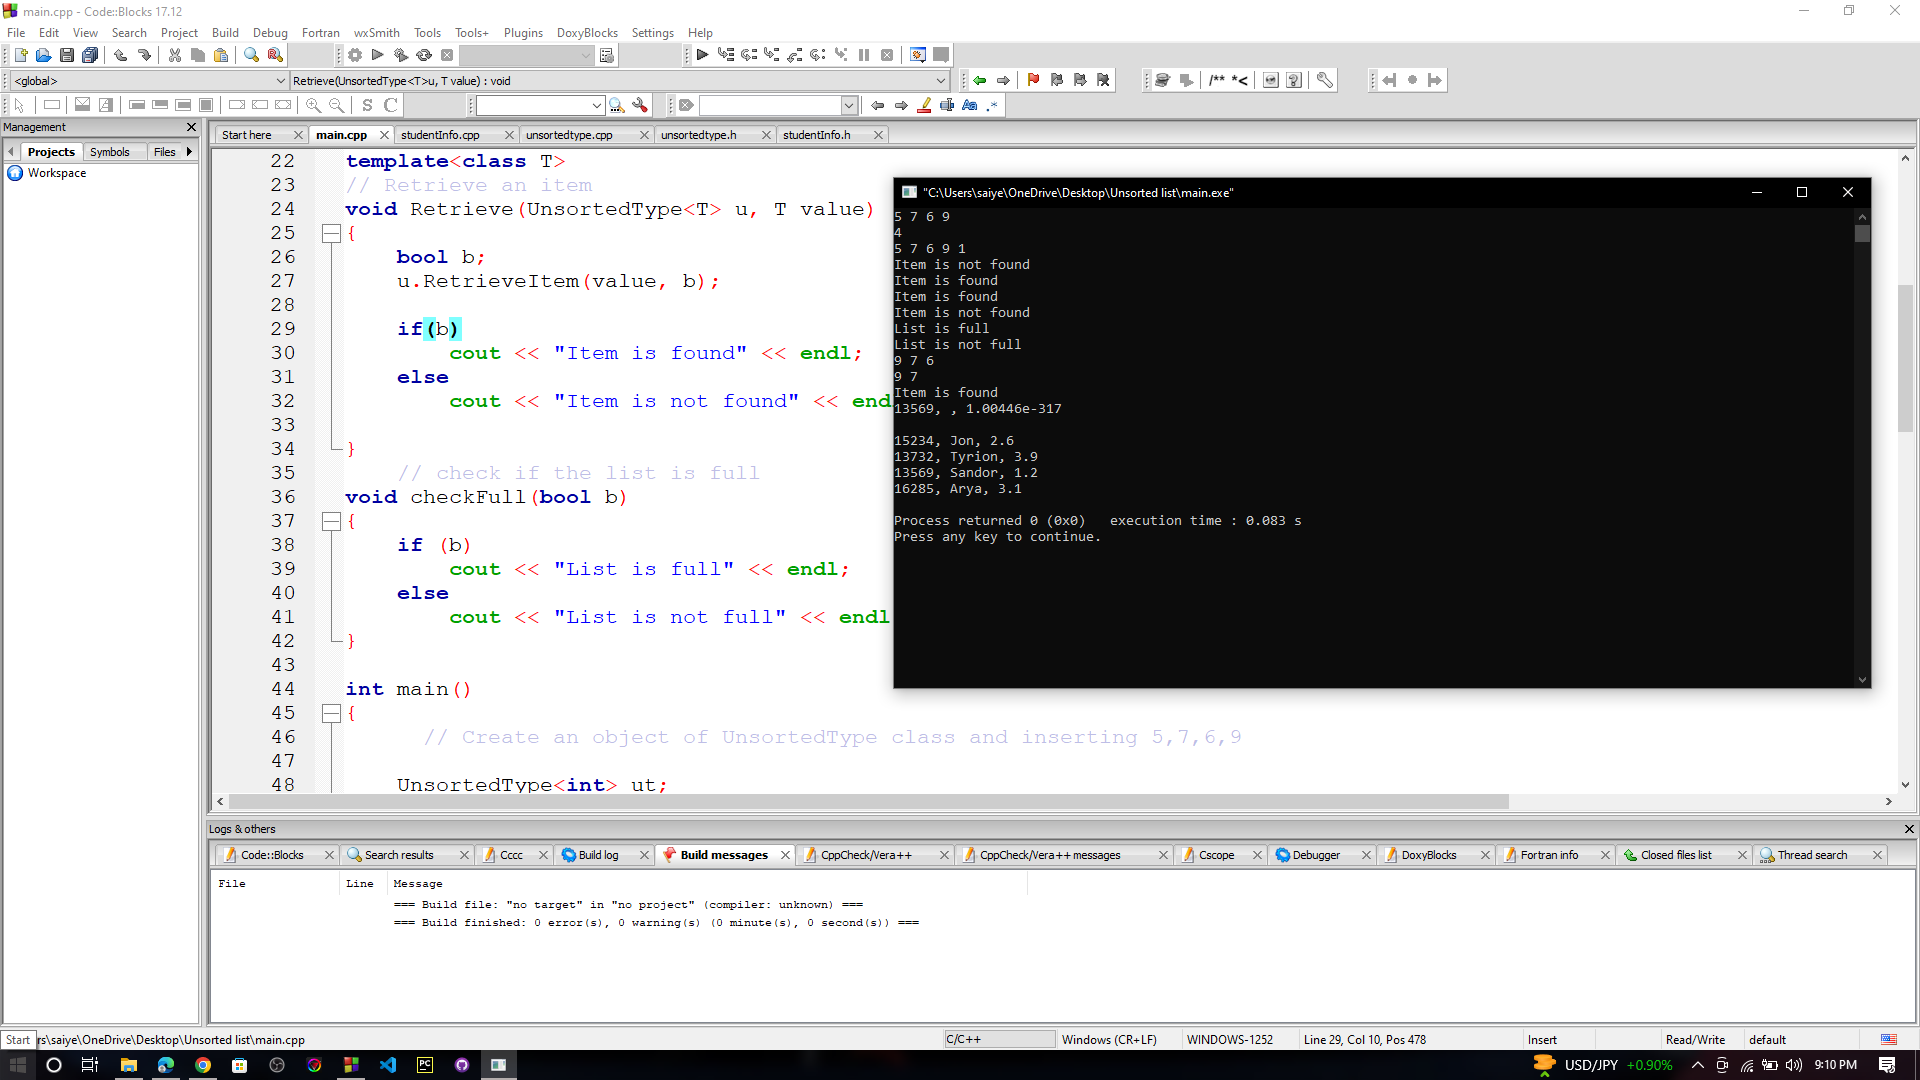 main.cpp - Code::Blocks 17.12
File Edit View Search Project Build Debug Fortran wxSmith Tools Tools+ Plugins DoxyBlocks Settings Help
<global> Retrieve(UnsortedType<T>u, T value) : void
/** *<
S C Aa .*
Management
Start here main.cpp studentInfo.cpp unsortedtype.cpp unsortedtype.h studentInfo.h
Projects Symbols Files
Workspace
22 template<class T>
23 // Retrieve an item
24 void Retrieve(UnsortedType<T> u, T value)
25 {
26 bool b;
27 u.RetrieveItem(value, b);
28
29 if(b)
30 cout << "Item is found" << endl;
31 else
32 cout << "Item is not found" << end
33
34 }
35 // check if the list is full
36 void checkFull(bool b)
37 {
38 if (b)
39 cout << "List is full" << endl;
40 else
41 cout << "List is not full" << endl
42 }
43
44 int main()
45 {
46 // Create an object of UnsortedType class and inserting 5,7,6,9
47
48 UnsortedType<int> ut;
"C:\Users\saiye\OneDrive\Desktop\Unsorted list\main.exe"
5 7 6 9
4
5 7 6 9 1
Item is not found
Item is found
Item is found
Item is not found
List is full
List is not full
9 7 6
9 7
Item is found
13569, , 1.00446e-317
15234, Jon, 2.6
13732, Tyrion, 3.9
13569, Sandor, 1.2
16285, Arya, 3.1
Process returned 0 (0x0) execution time : 0.083 s
Press any key to continue.
Logs & others
Code::Blocks Search results Cccc Build log Build messages CppCheck/Vera++ CppCheck/Vera++ messages Cscope Debugger DoxyBlocks Fortran info Closed files list Thread search
File Line Message
=== Build file: "no target" in "no project" (compiler: unknown) ===
=== Build finished: 0 error(s), 0 warning(s) (0 minute(s), 0 second(s)) ===
Start rs\saiye\OneDrive\Desktop\Unsorted list\main.cpp C/C++ Windows (CR+LF) WINDOWS-1252 Line 29, Col 10, Pos 478 Insert Read/Write default
PC USD/JPY +0.90% 9:10 PM